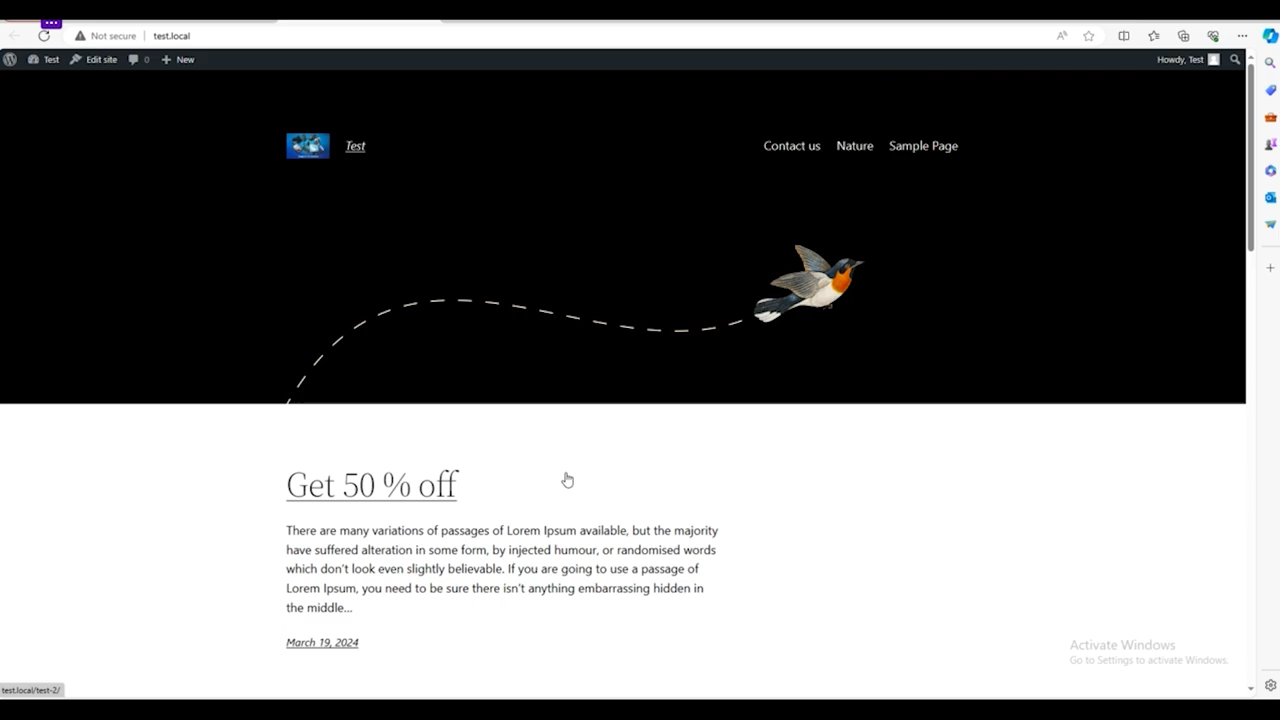 Not secure test.local
Test Edit site 0 New Howdy, Test
Test Contact us Nature Sample Page
Get 50 % off
There are many variations of passages of Lorem Ipsum available, but the majority
have suffered alteration in some form, by injected humour, or randomised words
which don't look even slightly believable. If you are going to use a passage of
Lorem Ipsum, you need to be sure there isn't anything embarrassing hidden in
the middle…
March 19, 2024
Activate Windows
Go to Settings to activate Windows.
test.local/test-2/